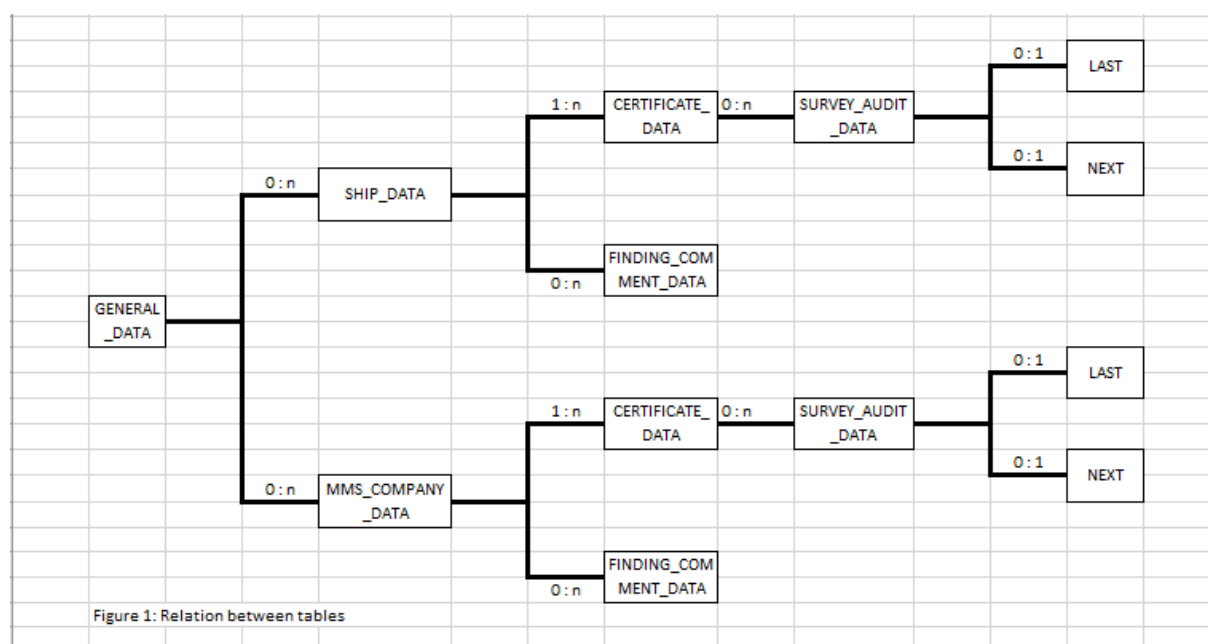 0 : 1
LAST
1 : n
CERTIFICATE_
DATA
0 : n
SURVEY_AUDIT
_DATA
0 : 1
NEXT
0 : n
SHIP_DATA
FINDING_COM
MENT_DATA
0 : n
GENERAL
_DATA
0 : 1
LAST
1 : n
CERTIFICATE_
DATA
0 : n
SURVEY_AUDIT
_DATA
0 : 1
NEXT
0 : n
MMS_COMPANY
_DATA
FINDING_COM
MENT_DATA
0 : n
Figure 1: Relation between tables